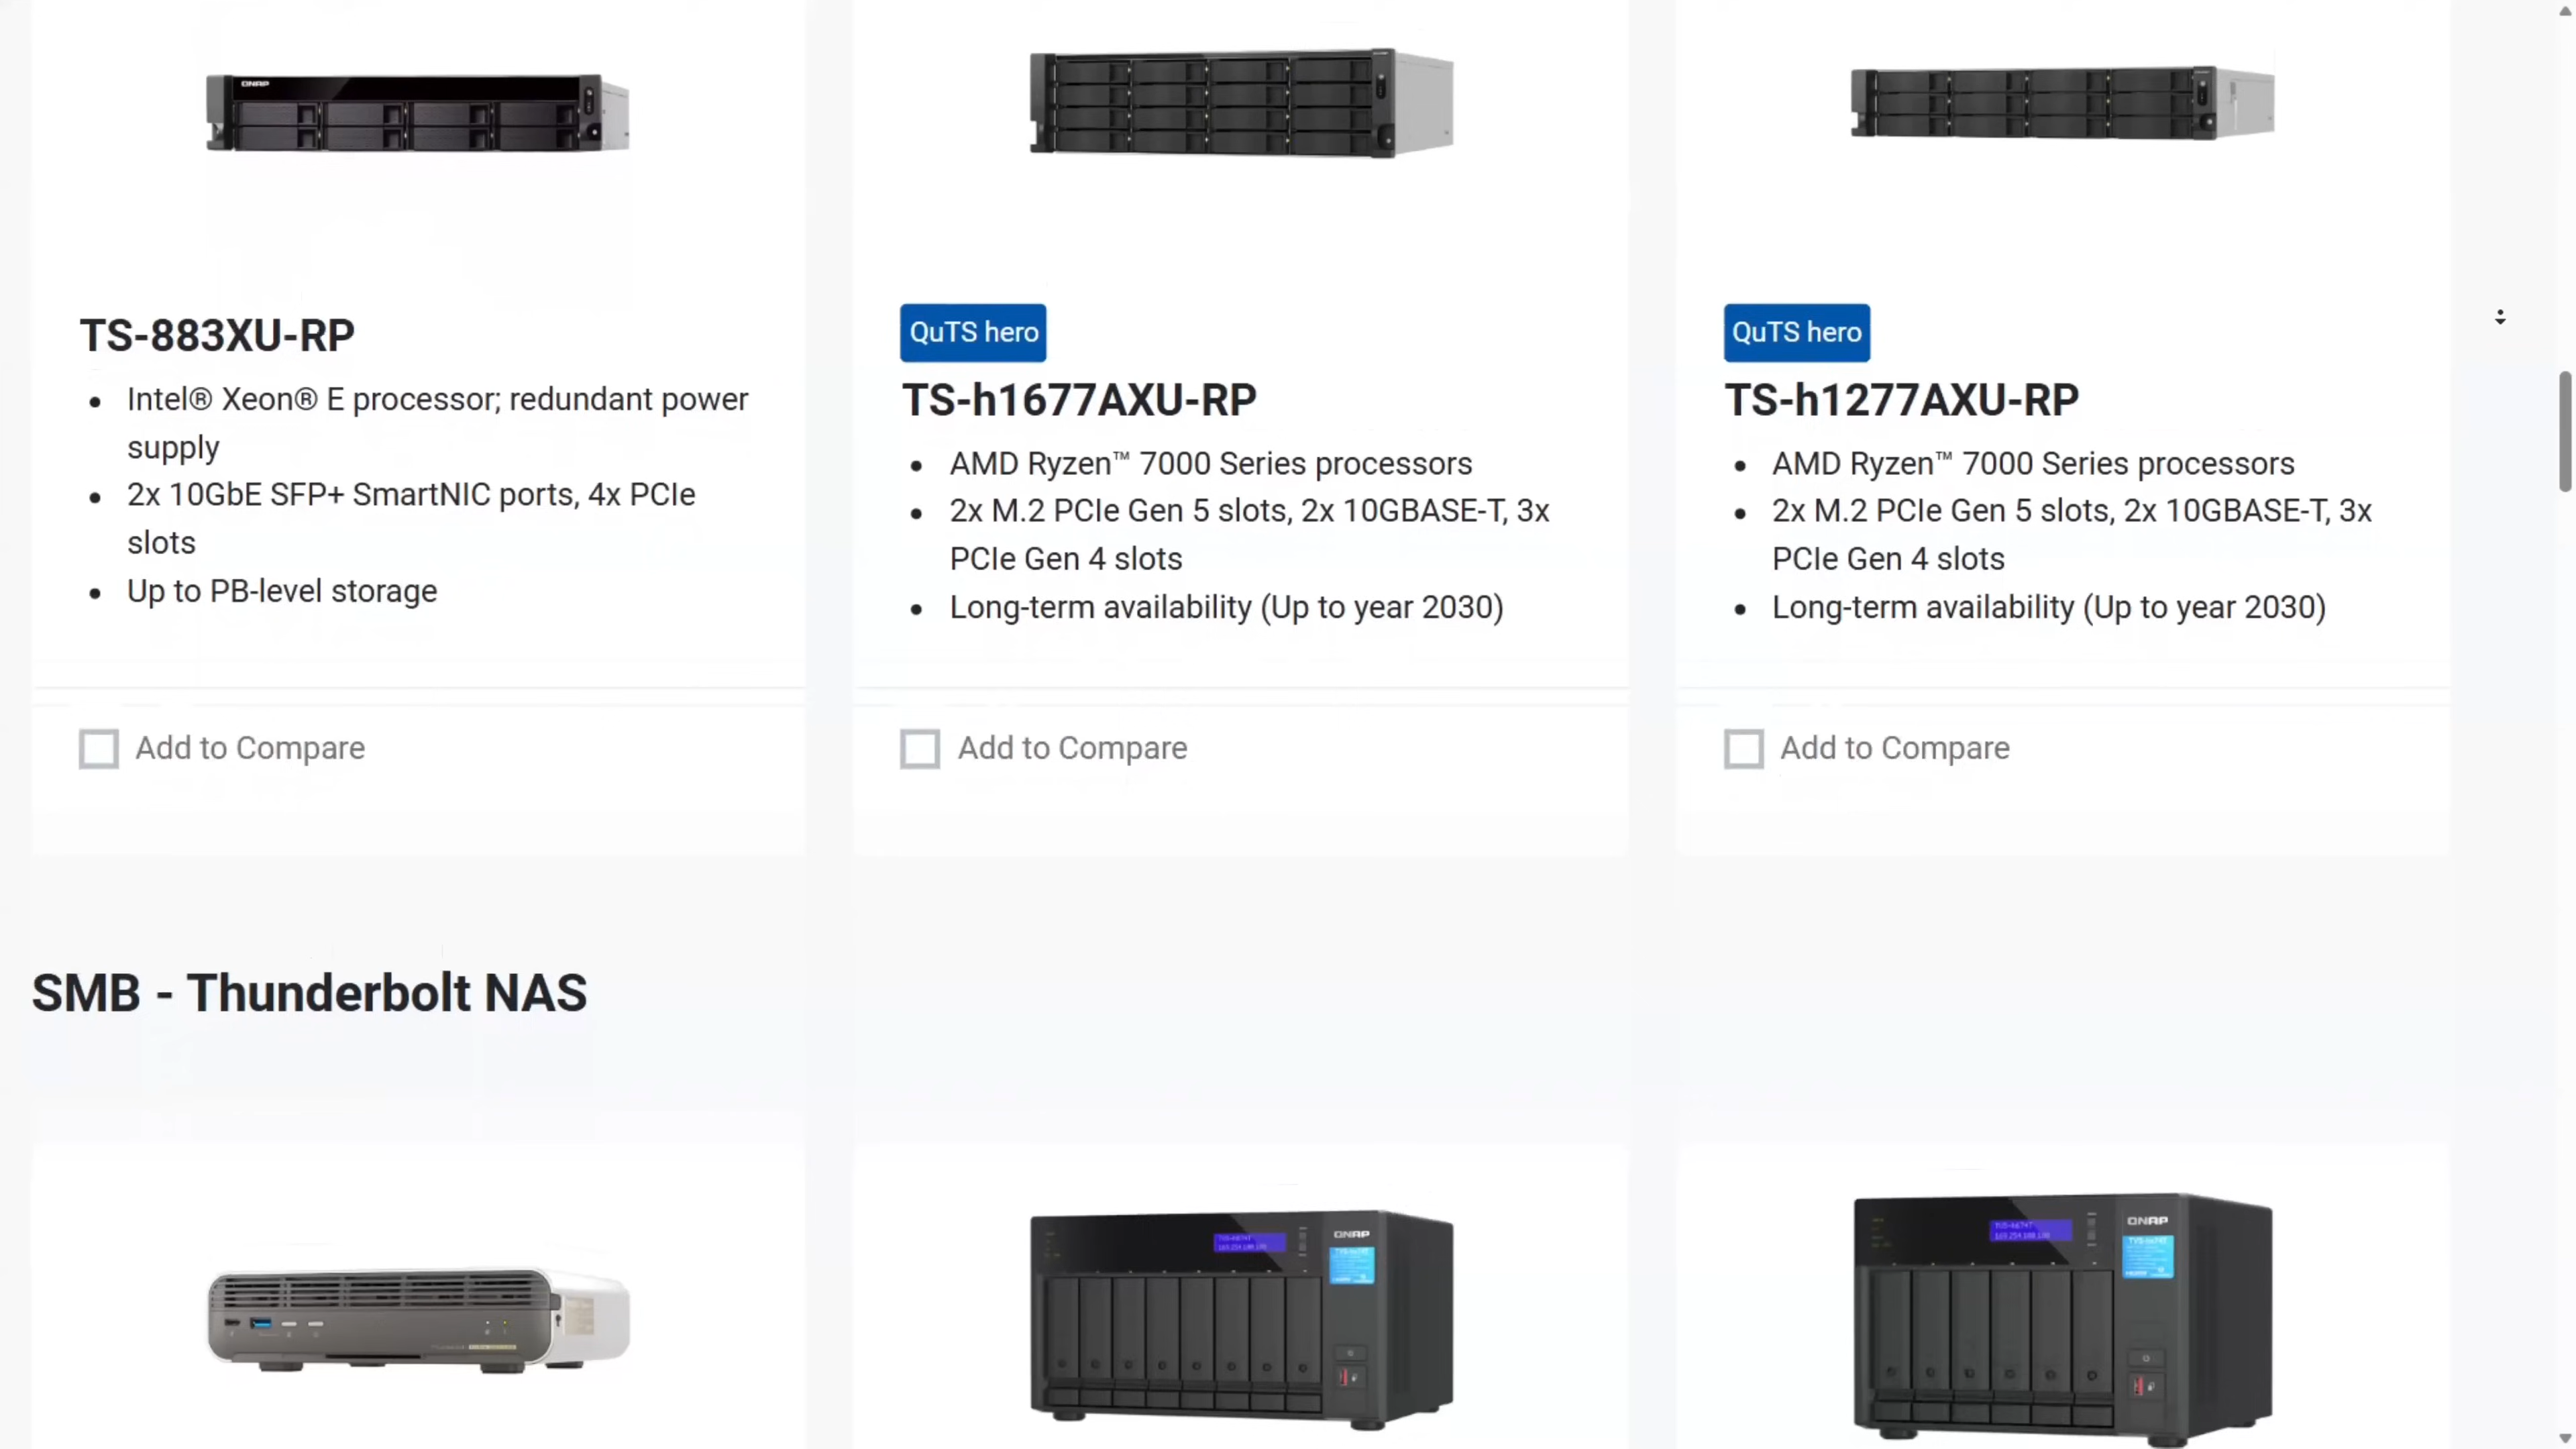 QNAP
TS-883XU-RP
Intel® Xeon® E processor; redundant power
supply
2x 10GbE SFP+ SmartNIC ports, 4x PCIe
slots
Up to PB-level storage
Add to Compare
QuTS hero
TS-h1677AXU-RP
AMD Ryzen™ 7000 Series processors
2x M.2 PCIe Gen 5 slots, 2x 10GBASE-T, 3x
PCIe Gen 4 slots
Long-term availability (Up to year 2030)
Add to Compare
QuTS hero
TS-h1277AXU-RP
AMD Ryzen™ 7000 Series processors
2x M.2 PCIe Gen 5 slots, 2x 10GBASE-T, 3x
PCIe Gen 4 slots
Long-term availability (Up to year 2030)
Add to Compare
SMB - Thunderbolt NAS
QNAP
QNAP